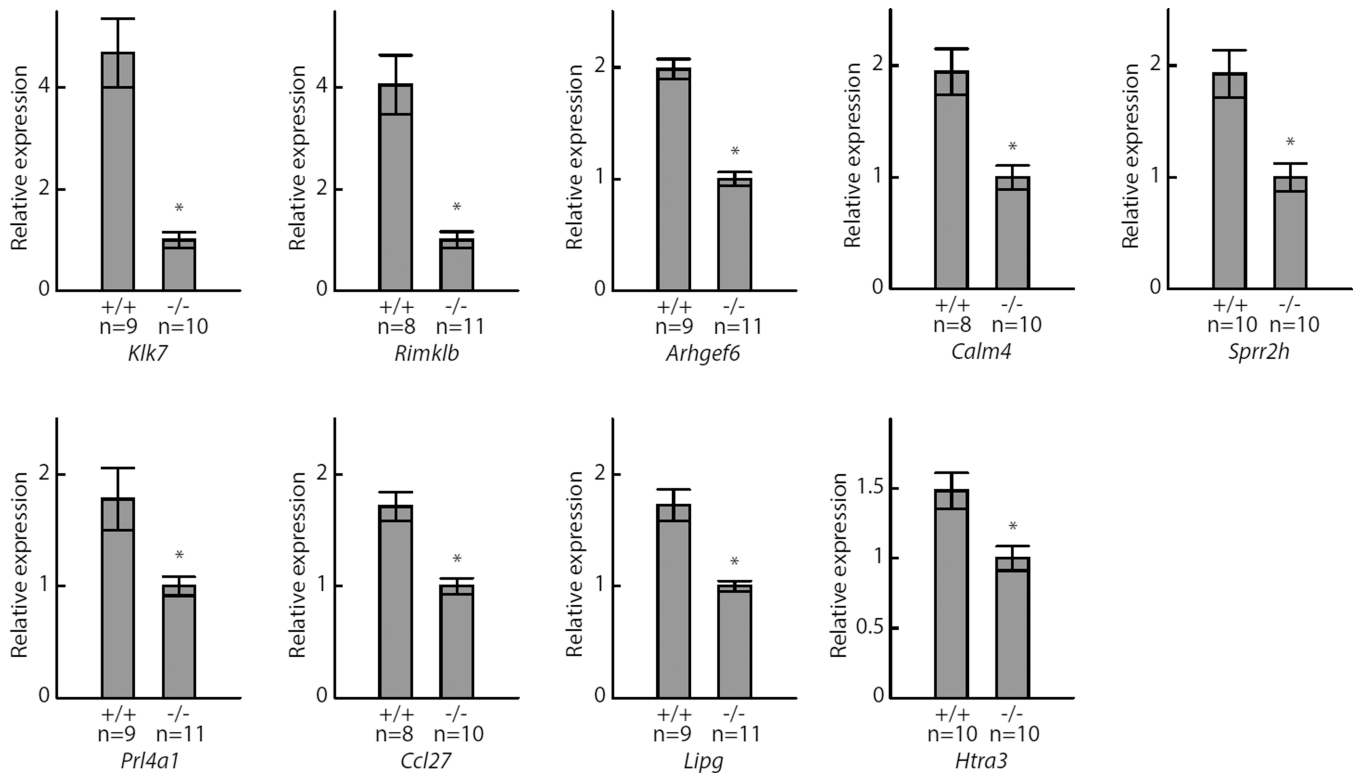 Relative expression
4
2
0
*
+/+ -/-
n=9 n=10
Klk7
Relative expression
4
2
0
*
+/+ -/-
n=8 n=11
Rimklb
Relative expression
2
1
0
*
+/+ -/-
n=9 n=11
Arhgef6
Relative expression
2
1
0
*
+/+ -/-
n=8 n=10
Calm4
Relative expression
2
1
0
*
+/+ -/-
n=10 n=10
Sprr2h
Relative expression
2
1
0
*
+/+ -/-
n=9 n=11
Prl4a1
Relative expression
2
1
0
*
+/+ -/-
n=8 n=10
Ccl27
Relative expression
2
1
0
*
+/+ -/-
n=9 n=11
Lipg
Relative expression
1.5
1
0.5
0
*
+/+ -/-
n=10 n=10
Htra3